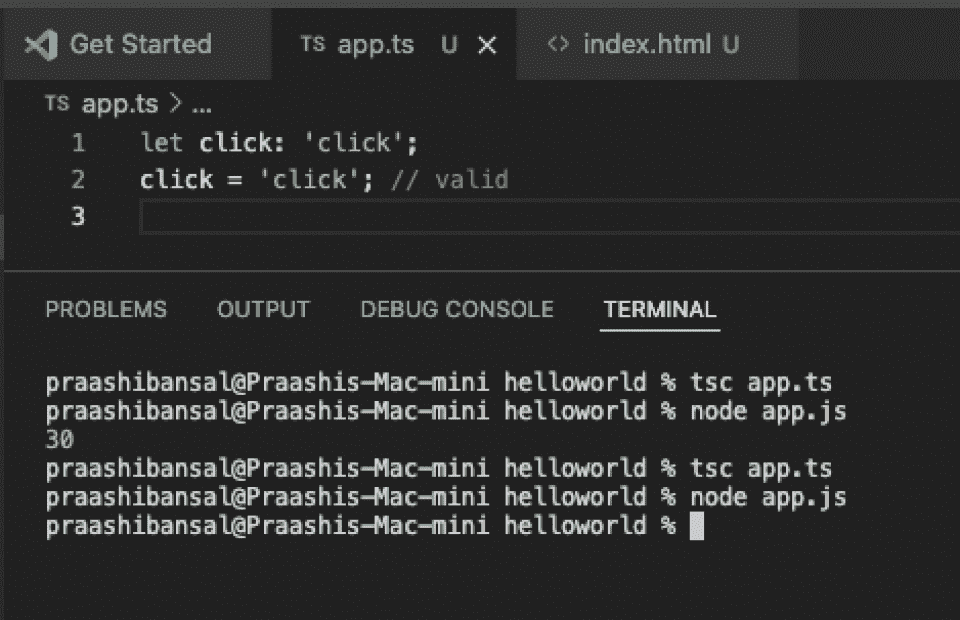 Get Started TS app.ts U × <> index.html U
TS app.ts > ...
1 let click: 'click';
2 click = 'click'; // valid
3
PROBLEMS OUTPUT DEBUG CONSOLE TERMINAL
praashibansal@Praashis-Mac-mini helloworld % tsc app.ts
praashibansal@Praashis-Mac-mini helloworld % node app.js
30
praashibansal@Praashis-Mac-mini helloworld % tsc app.ts
praashibansal@Praashis-Mac-mini helloworld % node app.js
praashibansal@Praashis-Mac-mini helloworld %